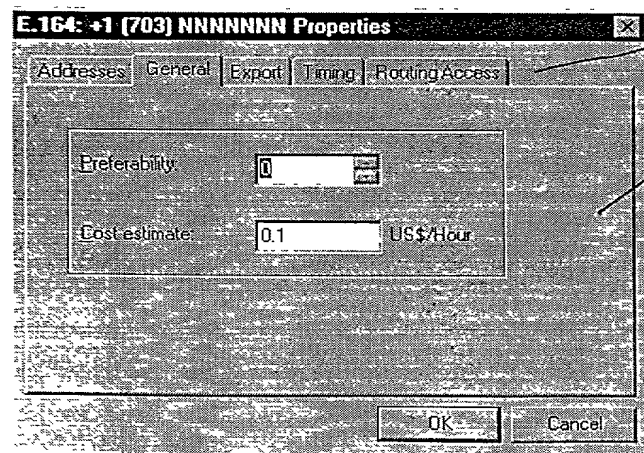 E.164: +1 (703) NNNNNNN Properties
Addresses General Export Timing Routing Access
Preferability: 0
Cost estimate: 0.1 US$/Hour
OK Cancel